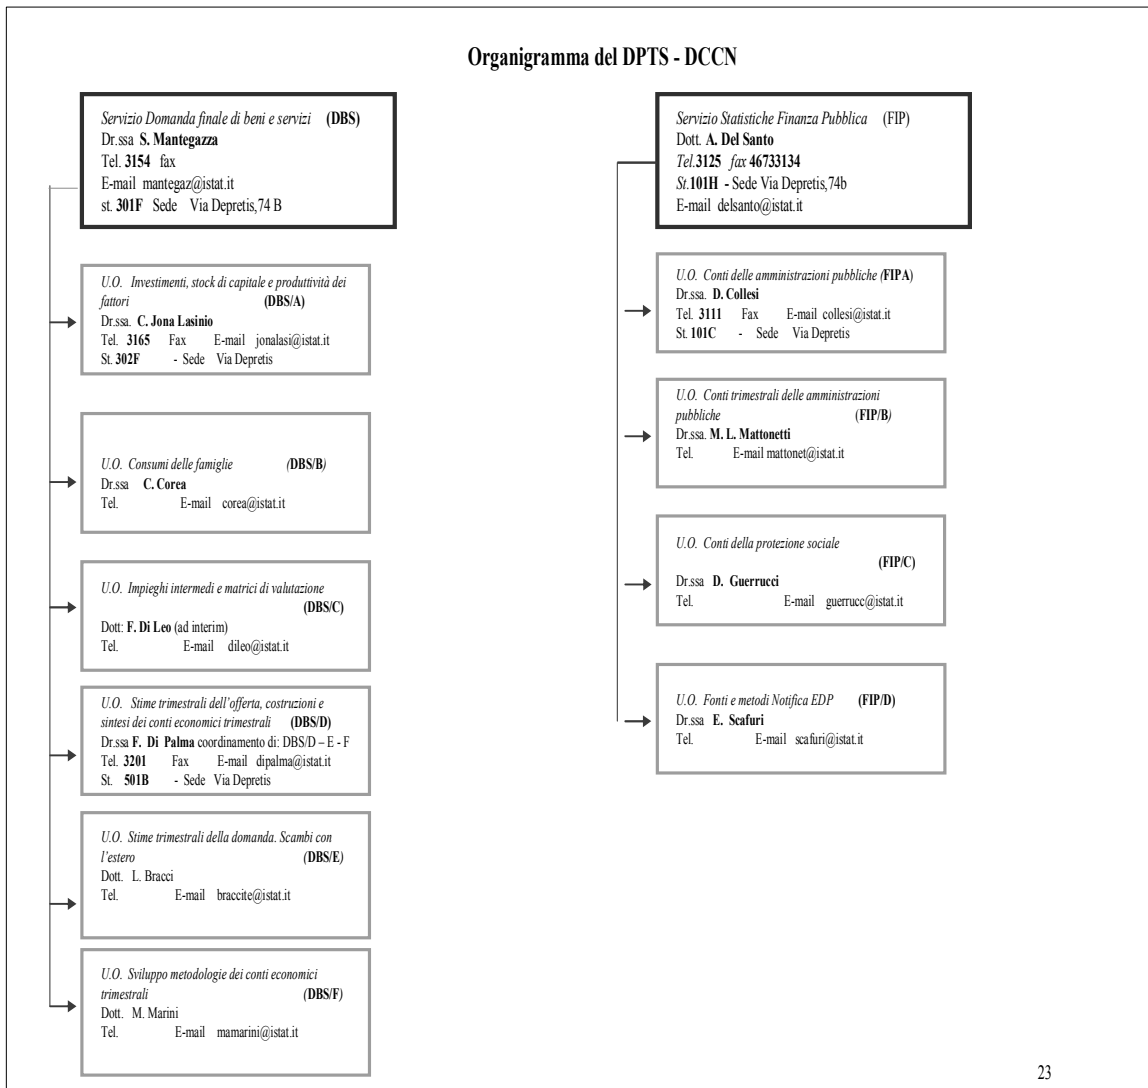 Organigramma del DPTS - DCCN
Servizio Domanda finale di beni e servizi (DBS)
Dr.ssa S. Mantegazza
Tel. 3154 fax
E-mail mantegaz@istat.it
st. 301F Sede Via Depretis,74 B
U.O. Investimenti, stock di capitale e produttività dei
fattori (DBS/A)
Dr.ssa. C. Jona Lasinio
Tel. 3165 Fax E-mail jonalasi@istat.it
St. 302F - Sede Via Depretis
U.O. Consumi delle famiglie (DBS/B)
Dr.ssa C. Corea
Tel. E-mail corea@istat.it
U.O. Impieghi intermedi e matrici di valutazione
(DBS/C)
Dott: F. Di Leo (ad interim)
Tel. E-mail dileo@istat.it
U.O. Stime trimestrali dell'offerta, costruzioni e
sintesi dei conti economici trimestrali (DBS/D)
Dr.ssa F. Di Palma coordinamento di: DBS/D – E - F
Tel. 3201 Fax E-mail dipalma@istat.it
St. 501B - Sede Via Depretis
U.O. Stime trimestrali della domanda. Scambi con
l'estero (DBS/E)
Dott. L. Bracci
Tel. E-mail braccite@istat.it
U.O. Sviluppo metodologie dei conti economici
trimestrali (DBS/F)
Dott. M. Marini
Tel. E-mail mamarini@istat.it
Servizio Statistiche Finanza Pubblica (FIP)
Dott. A. Del Santo
Tel.3125 fax 46733134
St.101H - Sede Via Depretis,74b
E-mail delsanto@istat.it
U.O. Conti delle amministrazioni pubbliche (FIPA)
Dr.ssa. D. Collesi
Tel. 3111 Fax E-mail collesi@istat.it
St. 101C - Sede Via Depretis
U.O. Conti trimestrali delle amministrazioni
pubbliche (FIP/B)
Dr.ssa. M. L. Mattonetti
Tel. E-mail mattonet@istat.it
U.O. Conti della protezione sociale
(FIP/C)
Dr.ssa D. Guerrucci
Tel. E-mail guerrucc@istat.it
U.O. Fonti e metodi Notifica EDP (FIP/D)
Dr.ssa E. Scafuri
Tel. E-mail scafuri@istat.it
23